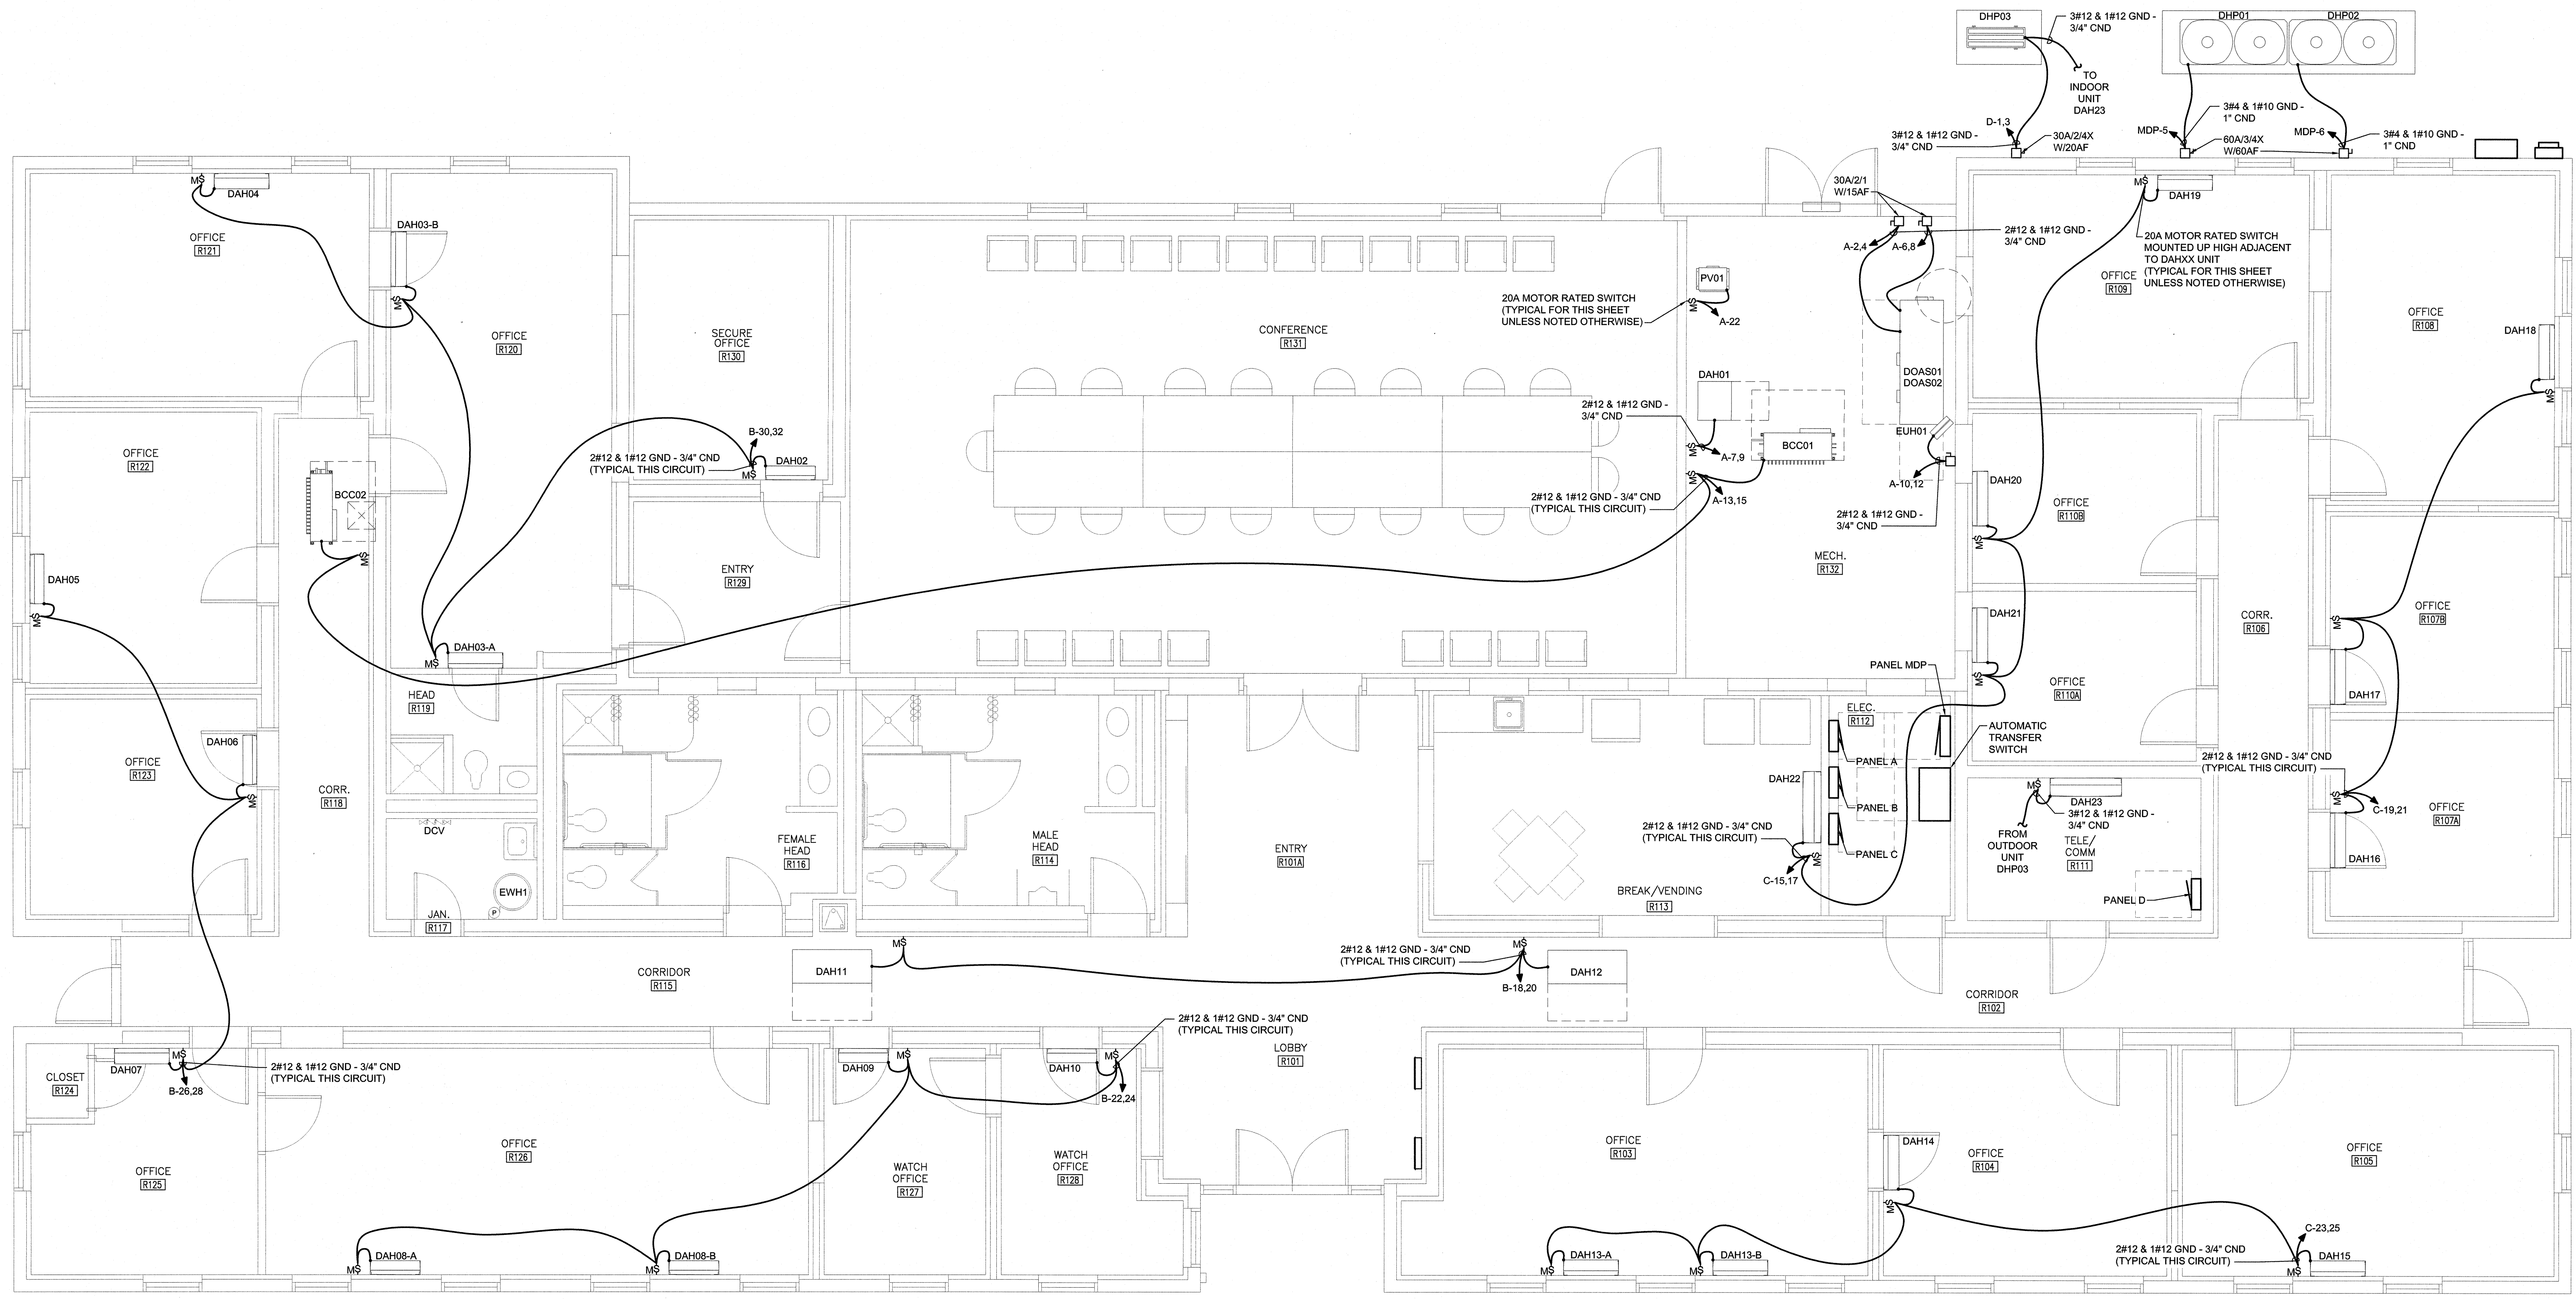 DHP03
3#12 & 1#12 GND -
3/4" CND
DHP01
DHP02
TO
INDOOR
UNIT
DAH23
D-1,3
3#12 & 1#12 GND -
3/4" CND
30A/2/4X
W/20AF
MDP-5
3#4 & 1#10 GND -
1" CND
60A/3/4X
W/60AF
MDP-6
3#4 & 1#10 GND -
1" CND
M$
DAH04
OFFICE
R121
DAH03-B
M$
OFFICE
R120
SECURE
OFFICE
R130
CONFERENCE
R131
30A/2/1
W/15AF
A-2,4
A-6,8
2#12 & 1#12 GND -
3/4" CND
PV01
M$
A-22
20A MOTOR RATED SWITCH
(TYPICAL FOR THIS SHEET
UNLESS NOTED OTHERWISE)
M$
DAH19
20A MOTOR RATED SWITCH
MOUNTED UP HIGH ADJACENT
TO DAHXX UNIT
(TYPICAL FOR THIS SHEET
UNLESS NOTED OTHERWISE)
OFFICE
R109
OFFICE
R108
DAH18
M$
DOAS01
DOAS02
DAH01
2#12 & 1#12 GND -
3/4" CND
M$
A-7,9
BCC01
EUH01
A-10,12
2#12 & 1#12 GND -
3/4" CND
M$
2#12 & 1#12 GND - 3/4" CND
(TYPICAL THIS CIRCUIT)
A-13,15
B-30,32
2#12 & 1#12 GND - 3/4" CND
(TYPICAL THIS CIRCUIT)
M$
DAH02
OFFICE
R122
BCC02
M$
DAH05
M$
ENTRY
R129
MECH.
R132
DAH20
M$
OFFICE
R110B
DAH21
M$
OFFICE
R110A
CORR.
R106
OFFICE
R107B
M$
DAH17
M$
DAH03-A
HEAD
R119
PANEL MDP
ELEC.
R112
AUTOMATIC
TRANSFER
SWITCH
PANEL A
PANEL B
PANEL C
DAH22
2#12 & 1#12 GND - 3/4" CND
(TYPICAL THIS CIRCUIT)
M$
C-15,17
BREAK/VENDING
R113
2#12 & 1#12 GND - 3/4" CND
(TYPICAL THIS CIRCUIT)
M$
C-19,21
OFFICE
R107A
DAH16
M$
DAH23
3#12 & 1#12 GND -
3/4" CND
FROM
OUTDOOR
UNIT
DHP03
TELE/
COMM
R111
PANEL D
DAH06
M$
OFFICE
R123
CORR.
R118
DCV
EWH1
P
JAN.
R117
FEMALE
HEAD
R116
MALE
HEAD
R114
ENTRY
R101A
M$
DAH11
CORRIDOR
R115
2#12 & 1#12 GND - 3/4" CND
(TYPICAL THIS CIRCUIT)
M$
B-18,20
DAH12
CORRIDOR
R102
CLOSET
R124
DAH07
M$
B-26,28
2#12 & 1#12 GND - 3/4" CND
(TYPICAL THIS CIRCUIT)
DAH09
M$
DAH10
M$
B-22,24
2#12 & 1#12 GND - 3/4" CND
(TYPICAL THIS CIRCUIT)
LOBBY
R101
OFFICE
R125
OFFICE
R126
WATCH
OFFICE
R127
WATCH
OFFICE
R128
OFFICE
R103
DAH14
M$
OFFICE
R104
OFFICE
R105
M$
DAH08-A
M$
DAH08-B
M$
DAH13-A
M$
DAH13-B
C-23,25
2#12 & 1#12 GND - 3/4" CND
(TYPICAL THIS CIRCUIT)
M$
DAH15